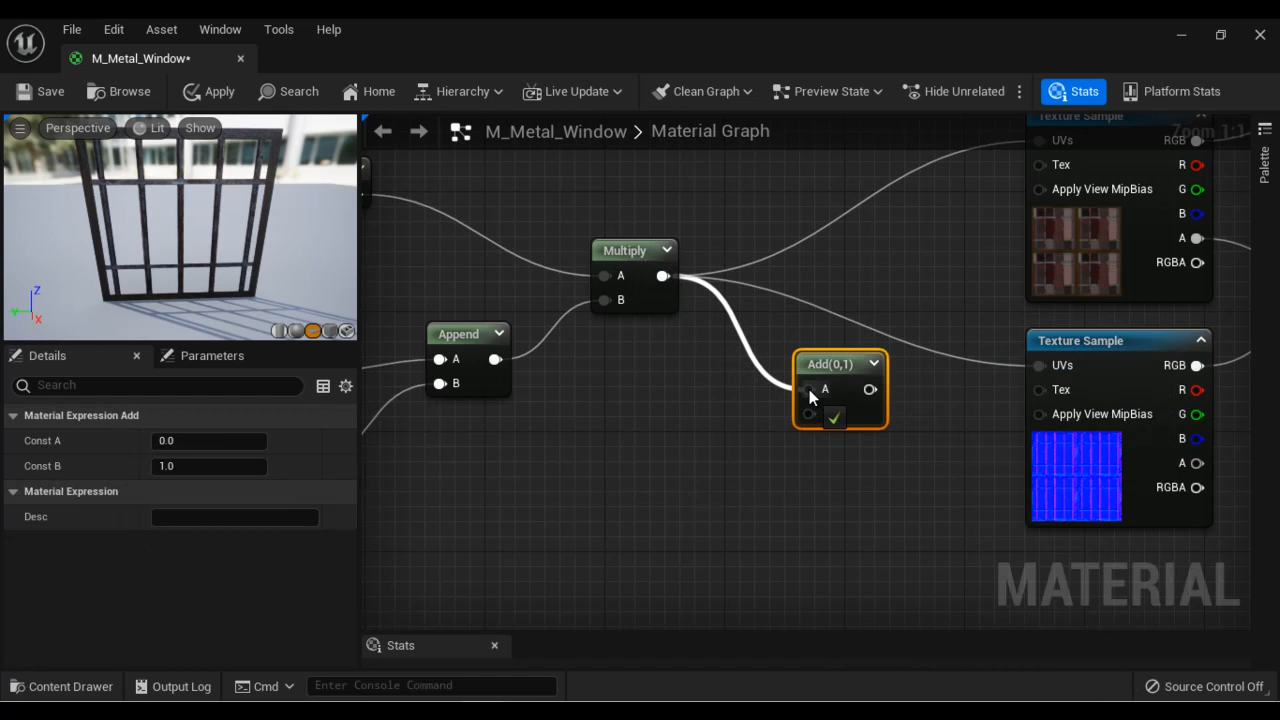 File Edit Asset Window Tools Help
M_Metal_Window*
Save Browse Apply Search Home Hierarchy Live Update Clean Graph Preview State Hide Unrelated Stats Platform Stats
Perspective Lit Show
Z
Y
X
M_Metal_Window > Material Graph
Zoom 1:1
Palette
Texture Sample
UVs RGB
Tex R
Apply View MipBias G
B
A
RGBA
Multiply
A
B
Append
A
B
Add(0,1)
A
Texture Sample
UVs RGB
Tex R
Apply View MipBias G
B
A
RGBA
MATERIAL
Details Parameters
Search
Material Expression Add
Const A 0.0
Const B 1.0
Material Expression
Desc
Stats
Content Drawer Output Log Cmd Enter Console Command Source Control Off